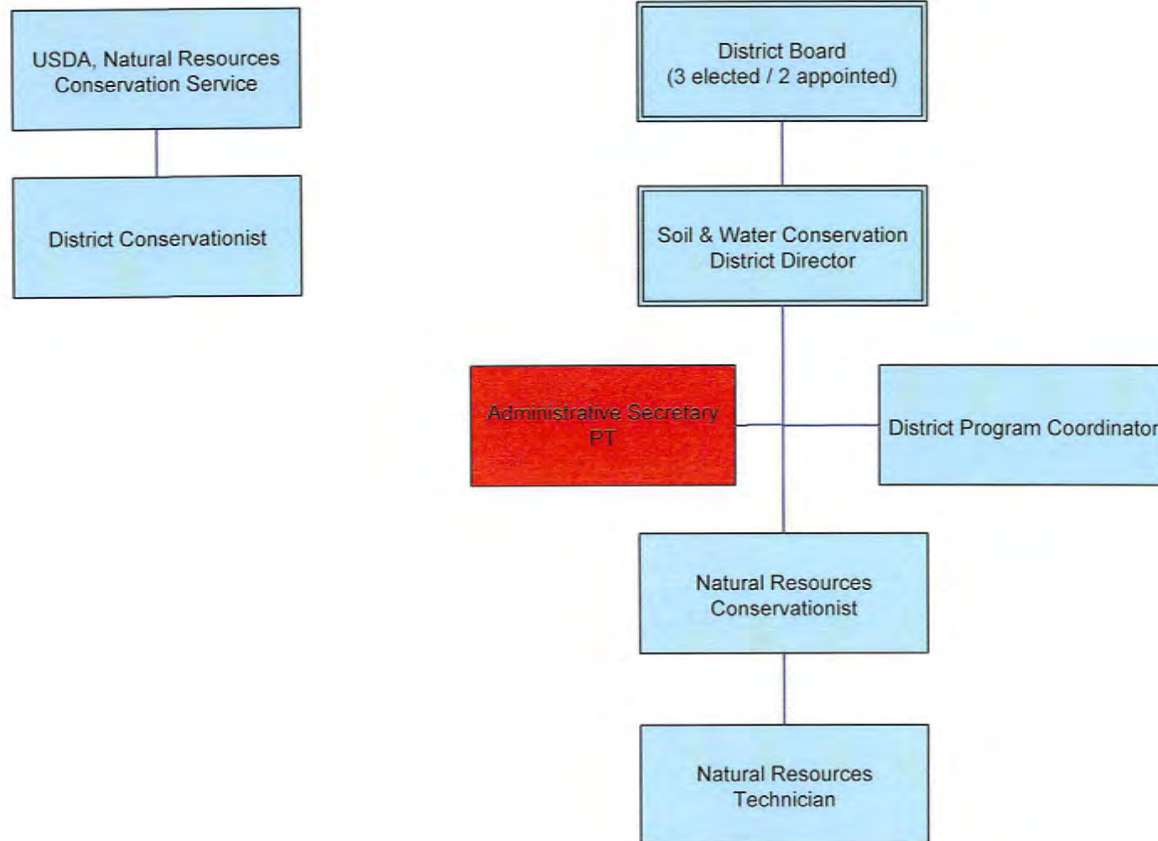 USDA, Natural Resources
Conservation Service
District Conservationist
District Board
(3 elected / 2 appointed)
Soil & Water Conservation
District Director
Administrative Secretary
PT
District Program Coordinator
Natural Resources
Conservationist
Natural Resources
Technician